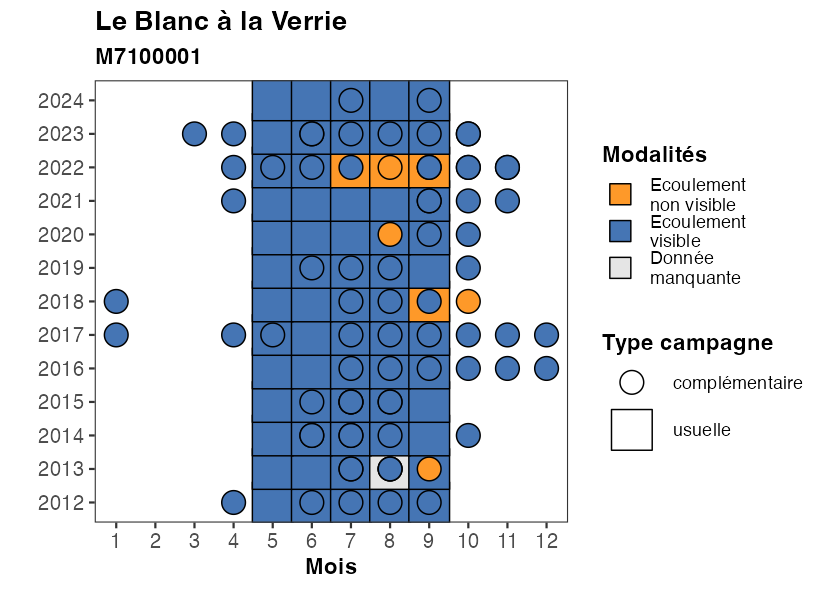 Le Blanc à la Verrie
M7100001
2024
2023
2022
2021
2020
2019
2018
2017
2016
2015
2014
2013
2012
1 2 3 4 5 6 7 8 9 10 11 12
Mois
Modalités
Ecoulement
non visible
Ecoulement
visible
Donnée
manquante
Type campagne
complémentaire
usuelle